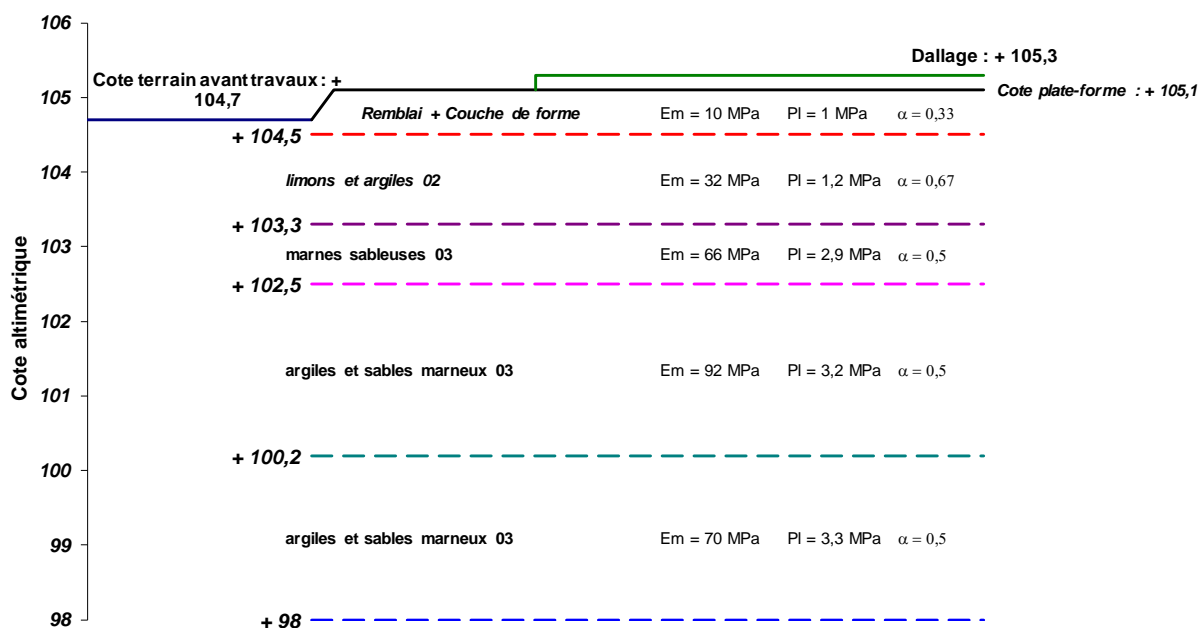 106
Dallage : + 105,3
Cote terrain avant travaux : +
104,7
105
Cote plate-forme : + 105,1
Remblai + Couche de forme Em = 10 MPa Pl = 1 MPa α = 0,33
+ 104,5
104
limons et argiles 02 Em = 32 MPa Pl = 1,2 MPa α = 0,67
+ 103,3
103
marnes sableuses 03 Em = 66 MPa Pl = 2,9 MPa α = 0,5
+ 102,5
102
Cote altimétrique
argiles et sables marneux 03 Em = 92 MPa Pl = 3,2 MPa α = 0,5
101
+ 100,2
100
argiles et sables marneux 03 Em = 70 MPa Pl = 3,3 MPa α = 0,5
99
98
+ 98